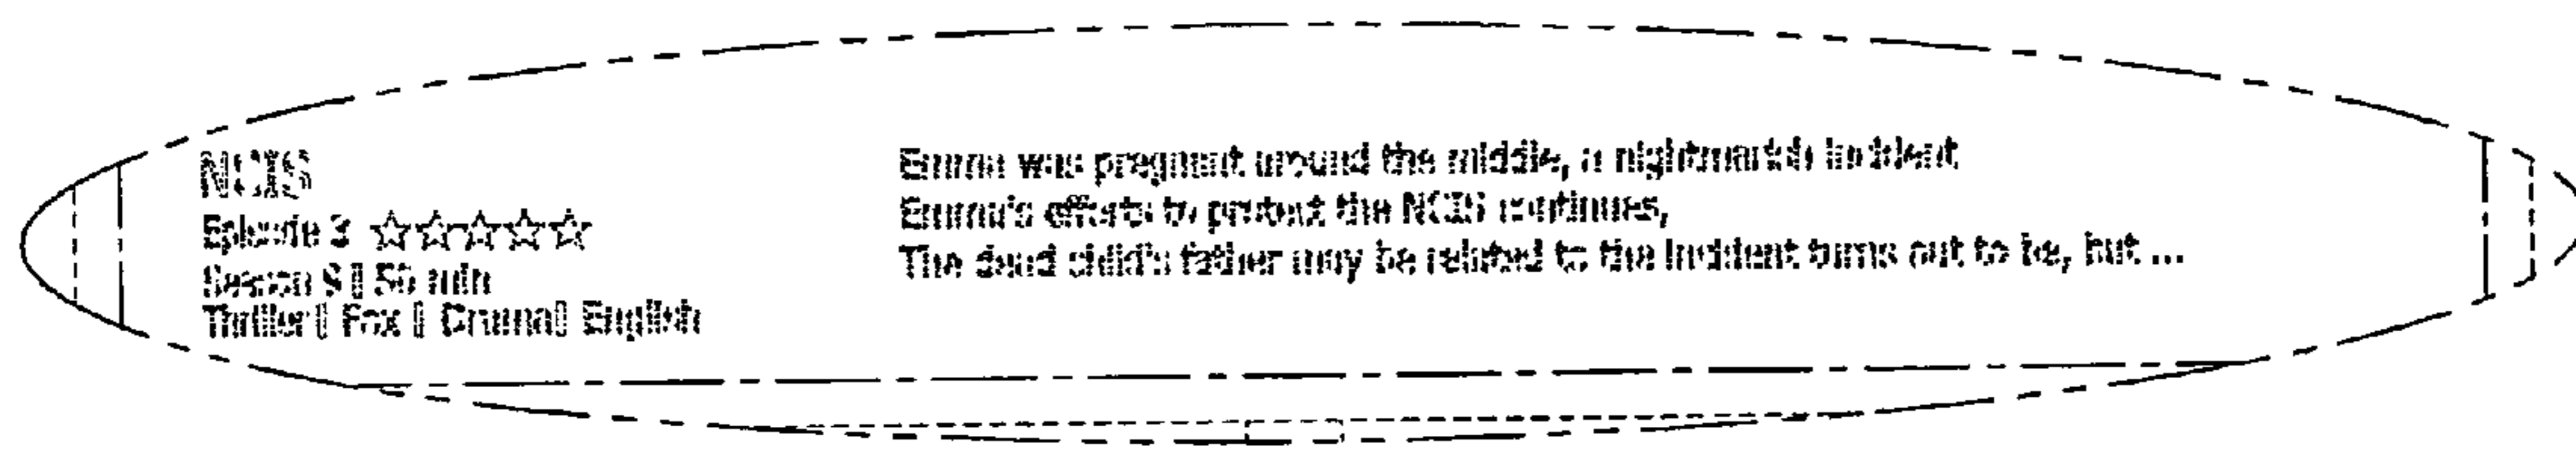 NCIS
Episode 3 ☆☆☆☆☆
Season 9 | 50 min
Thriller | Fox | Drama | English
Emma was pregnant around the middle, a nightmarish incident
Emma's efforts to protect the NCIS continues,
The dead child's father may be related to the incident turns out to be, but ...